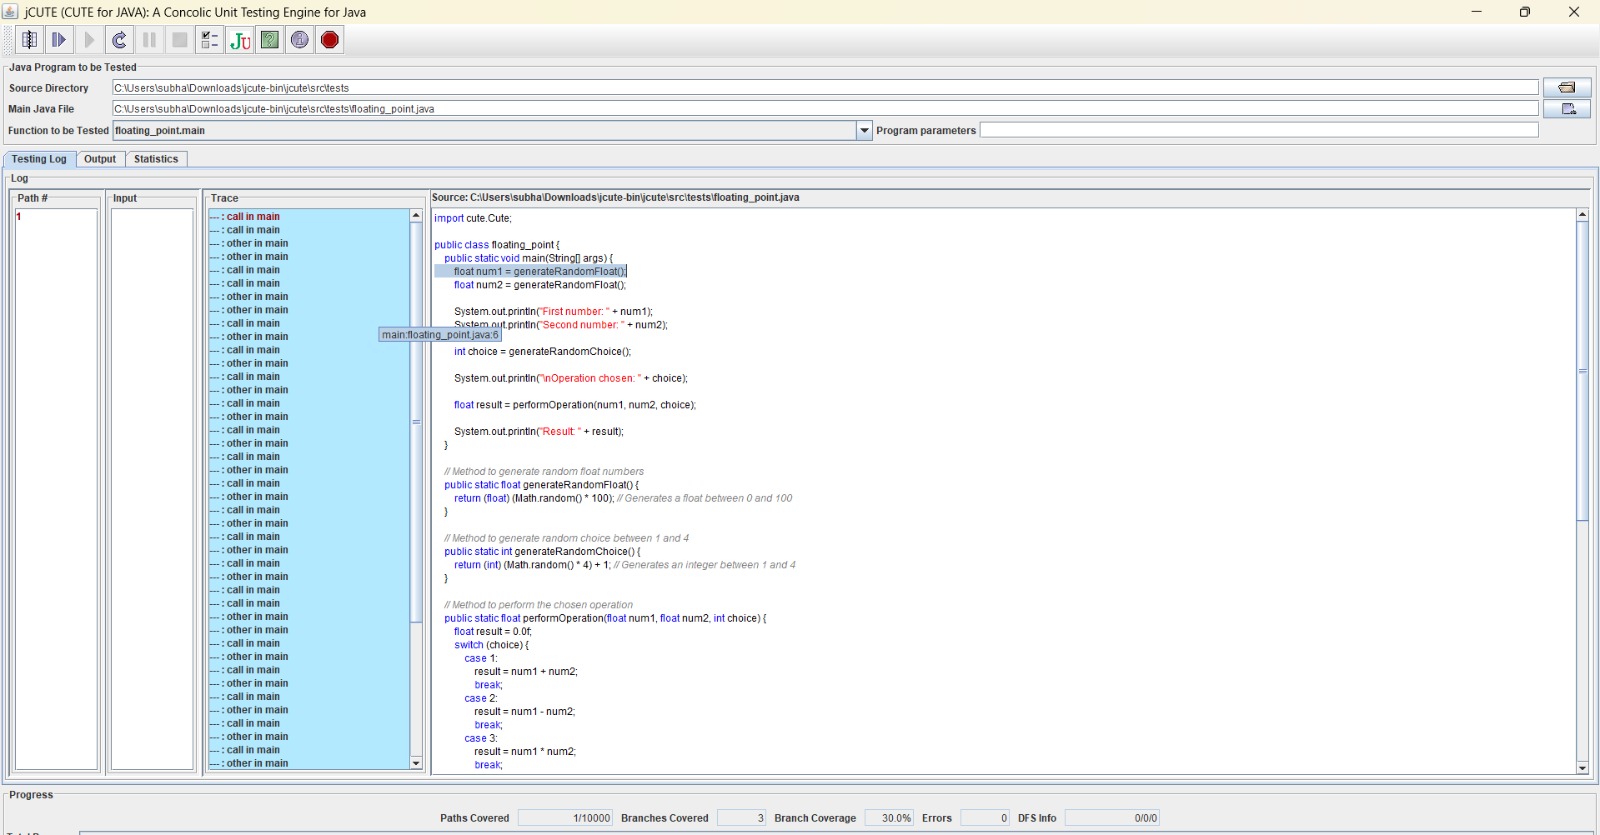 jCUTE (CUTE for JAVA): A Concolic Unit Testing Engine for Java
Java Program to be Tested
Source Directory C:\Users\subha\Downloads\jcute-bin\jcute\src\tests
Main Java File C:\Users\subha\Downloads\jcute-bin\jcute\src\tests\floating_point.java
Function to be Tested floating_point.main Program parameters
Testing Log Output Statistics
Log
Path # Input Trace Source: C:\Users\subha\Downloads\jcute-bin\jcute\src\tests\floating_point.java
1
--- : call in main
--- : call in main
--- : other in main
--- : other in main
--- : call in main
--- : call in main
--- : other in main
--- : other in main
--- : call in main
--- : other in main
--- : call in main
--- : other in main
--- : call in main
--- : other in main
--- : call in main
--- : other in main
--- : call in main
--- : other in main
--- : call in main
--- : other in main
--- : call in main
--- : other in main
--- : call in main
--- : other in main
--- : call in main
--- : other in main
--- : call in main
--- : other in main
--- : call in main
--- : call in main
--- : other in main
--- : other in main
--- : call in main
--- : other in main
--- : call in main
--- : other in main
--- : call in main
--- : other in main
--- : call in main
--- : other in main
--- : call in main
--- : other in main
main:floating_point.java:6
import cute.Cute;
public class floating_point {
public static void main(String[] args) {
float num1 = generateRandomFloat();
float num2 = generateRandomFloat();
System.out.println("First number: " + num1);
System.out.println("Second number: " + num2);
int choice = generateRandomChoice();
System.out.println("\nOperation chosen: " + choice);
float result = performOperation(num1, num2, choice);
System.out.println("Result: " + result);
}
// Method to generate random float numbers
public static float generateRandomFloat() {
return (float) (Math.random() * 100); // Generates a float between 0 and 100
}
// Method to generate random choice between 1 and 4
public static int generateRandomChoice() {
return (int) (Math.random() * 4) + 1; // Generates an integer between 1 and 4
}
// Method to perform the chosen operation
public static float performOperation(float num1, float num2, int choice) {
float result = 0.0f;
switch (choice) {
case 1:
result = num1 + num2;
break;
case 2:
result = num1 - num2;
break;
case 3:
result = num1 * num2;
break;
Progress
Paths Covered 1/10000 Branches Covered 3 Branch Coverage 30.0% Errors 0 DFS Info 0/0/0